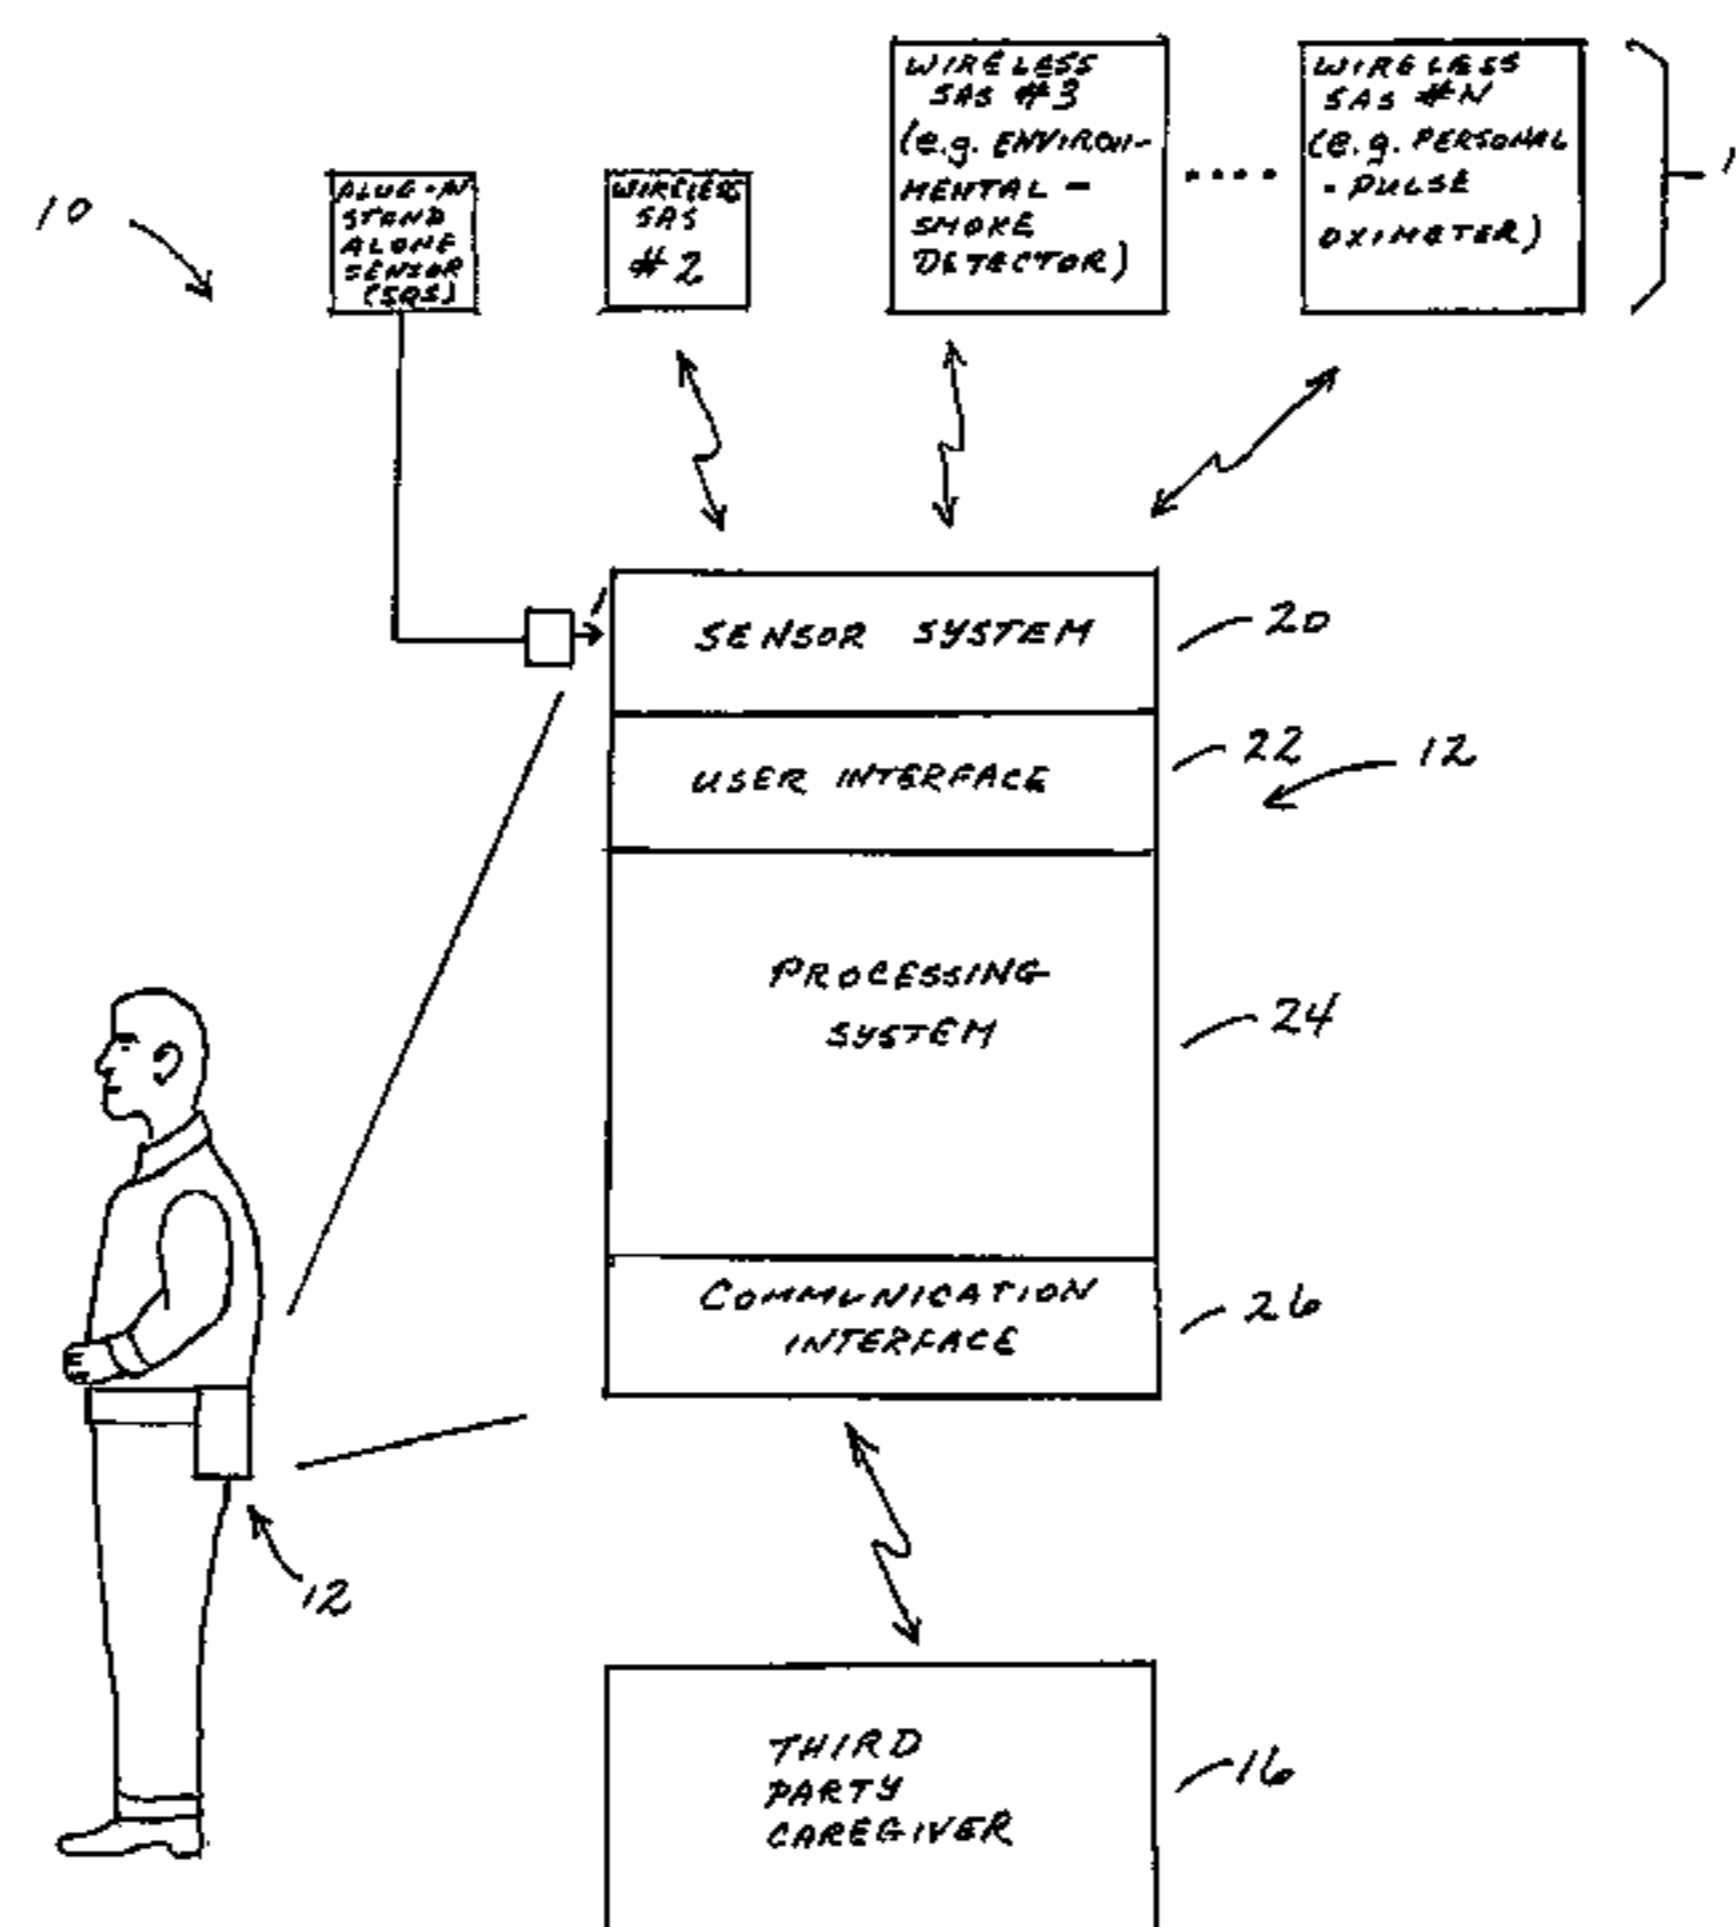 10
PLUG-IN
STAND
ALONE
SENSOR
(SAS)
WIRELESS
SAS
#2
WIRELESS
SAS #3
(e.g. ENVIRON-
MENTAL -
SMOKE
DETECTOR)
WIRELESS
SAS #N
(e.g. PERSONAL
- PULSE
OXIMETER)
SENSOR SYSTEM
20
USER INTERFACE
22
12
PROCESSING
SYSTEM
24
COMMUNICATION
INTERFACE
26
12
THIRD
PARTY
CAREGIVER
16